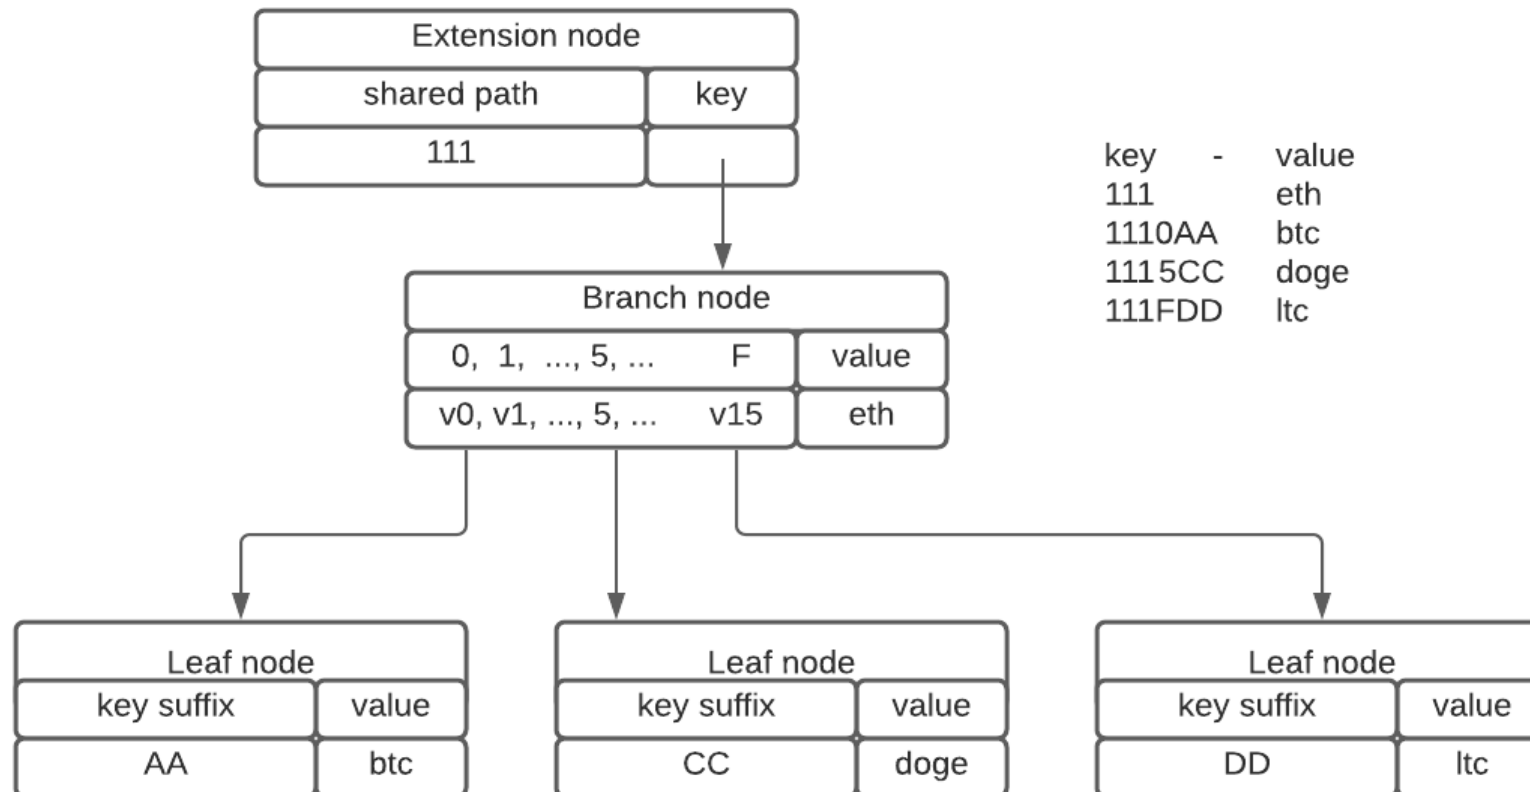 Extension node
shared path key
111
key - value
111 eth
1110AA btc
1115CC doge
111FDD ltc
Branch node
0, 1, ..., 5, ... F value
v0, v1, ..., 5, ... v15 eth
Leaf node Leaf node Leaf node
key suffix value key suffix value key suffix value
AA btc CC doge DD ltc